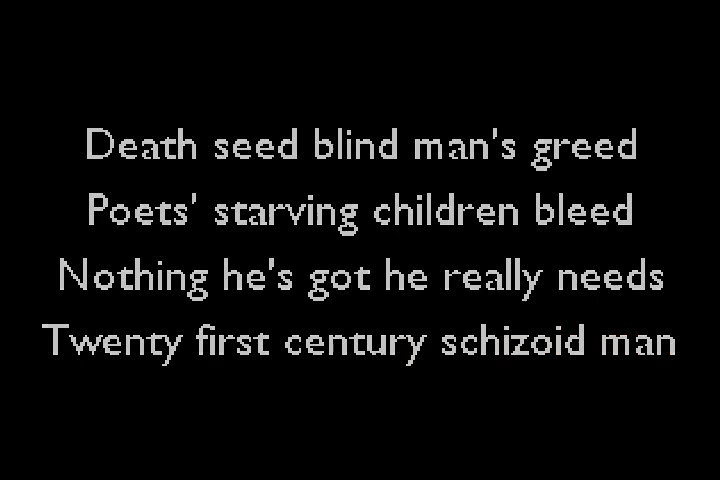 Death seed blind man's greed
Poets' starving children bleed
Nothing he's got he really needs
Twenty first century schizoid man